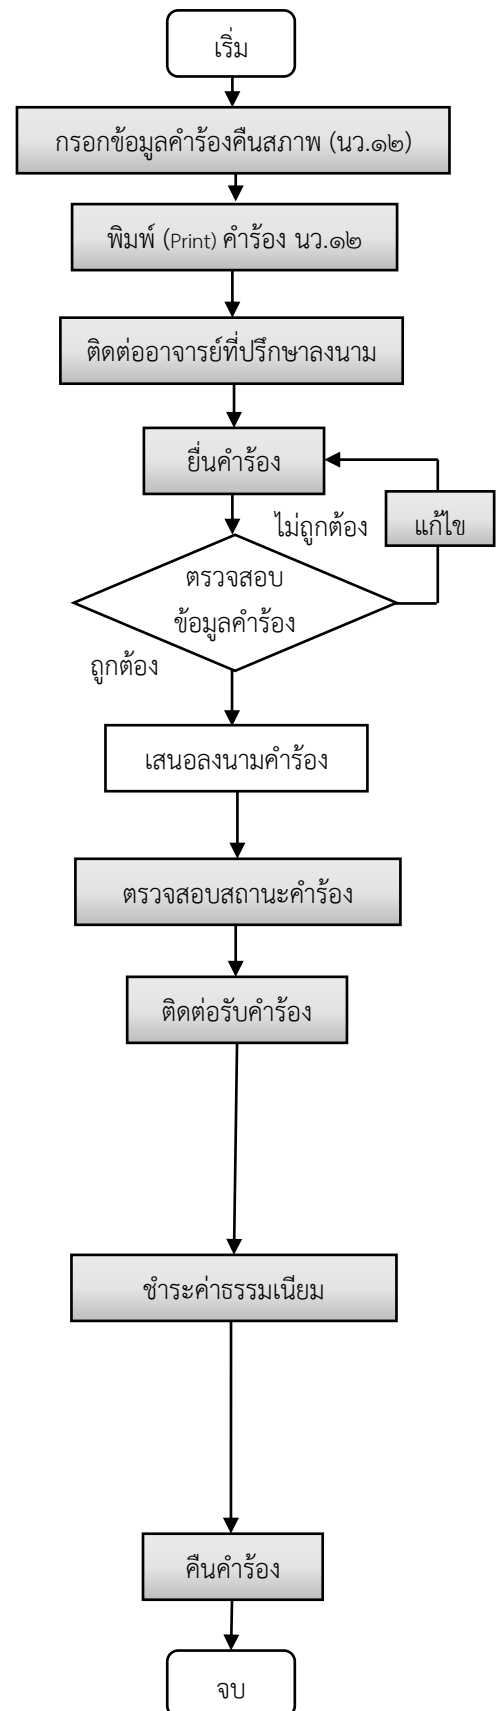 เริ่ม
กรอกข้อมูลคำร้องคืนสภาพ (นว.๑๒)
พิมพ์ (Print) คำร้อง นว.๑๒
ติดต่ออาจารย์ที่ปรึกษาลงนาม
ยื่นคำร้อง
ไม่ถูกต้อง
แก้ไข
ตรวจสอบ
ข้อมูลคำร้อง
ถูกต้อง
เสนอลงนามคำร้อง
ตรวจสอบสถานะคำร้อง
ติดต่อรับคำร้อง
ชำระค่าธรรมเนียม
คืนคำร้อง
จบ